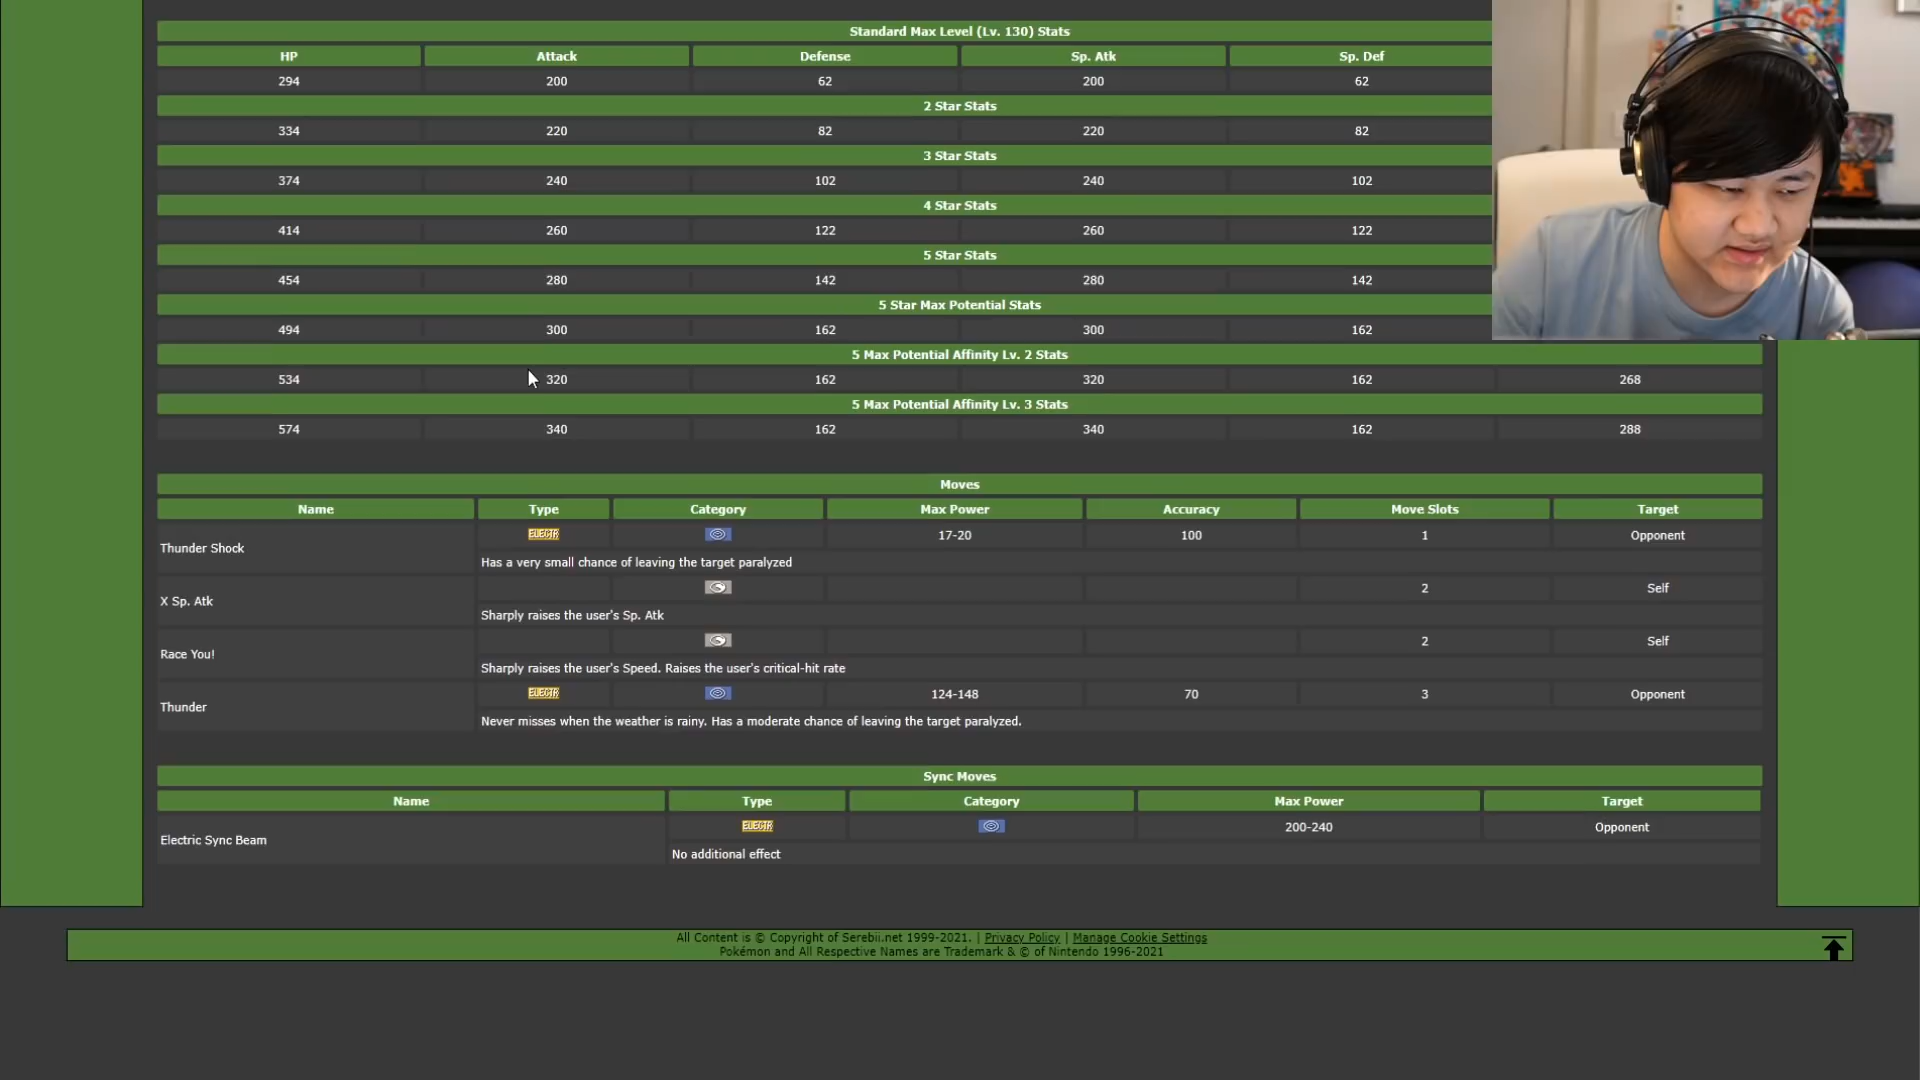 Standard Max Level (Lv. 130) Stats
HP Attack Defense Sp. Atk Sp. Def
294 200 62 200 62
2 Star Stats
334 220 82 220 82
3 Star Stats
374 240 102 240 102
4 Star Stats
414 260 122 260 122
5 Star Stats
454 280 142 280 142
5 Star Max Potential Stats
494 300 162 300 162
5 Max Potential Affinity Lv. 2 Stats
534 320 162 320 162 268
5 Max Potential Affinity Lv. 3 Stats
574 340 162 340 162 288
Moves
Name Type Category Max Power Accuracy Move Slots Target
Thunder Shock ELECTR 17-20 100 1 Opponent
Has a very small chance of leaving the target paralyzed
X Sp. Atk 2 Self
Sharply raises the user's Sp. Atk
Race You! 2 Self
Sharply raises the user's Speed. Raises the user's critical-hit rate
Thunder ELECTR 124-148 70 3 Opponent
Never misses when the weather is rainy. Has a moderate chance of leaving the target paralyzed.
Sync Moves
Name Type Category Max Power Target
Electric Sync Beam ELECTR 200-240 Opponent
No additional effect
All Content is © Copyright of Serebii.net 1999-2021. | Privacy Policy | Manage Cookie Settings
Pokémon and All Respective Names are Trademark & © of Nintendo 1996-2021